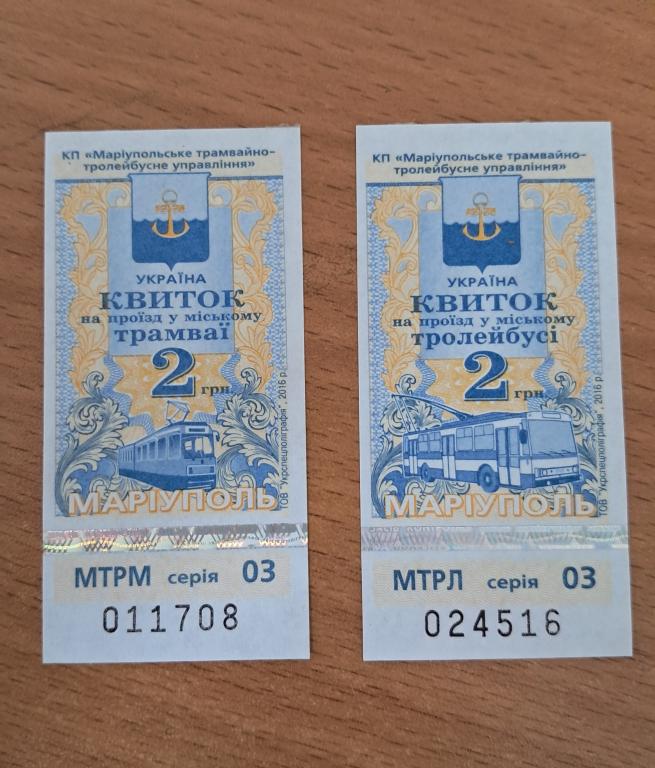 КП «Маріупольське трамвайно-
тролейбусне управління»
УКРАЇНА
КВИТОК
на проїзд у міському
трамваї
2 грн
МАРІУПОЛЬ
ТОВ "Укрспецполіграфія", 2016 р.
МТРМ серія 03
011708
КП «Маріупольське трамвайно-
тролейбусне управління»
УКРАЇНА
КВИТОК
на проїзд у міському
тролейбусі
2 грн
МАРІУПОЛЬ
ТОВ "Укрспецполіграфія", 2016 р.
МТРЛ серія 03
024516